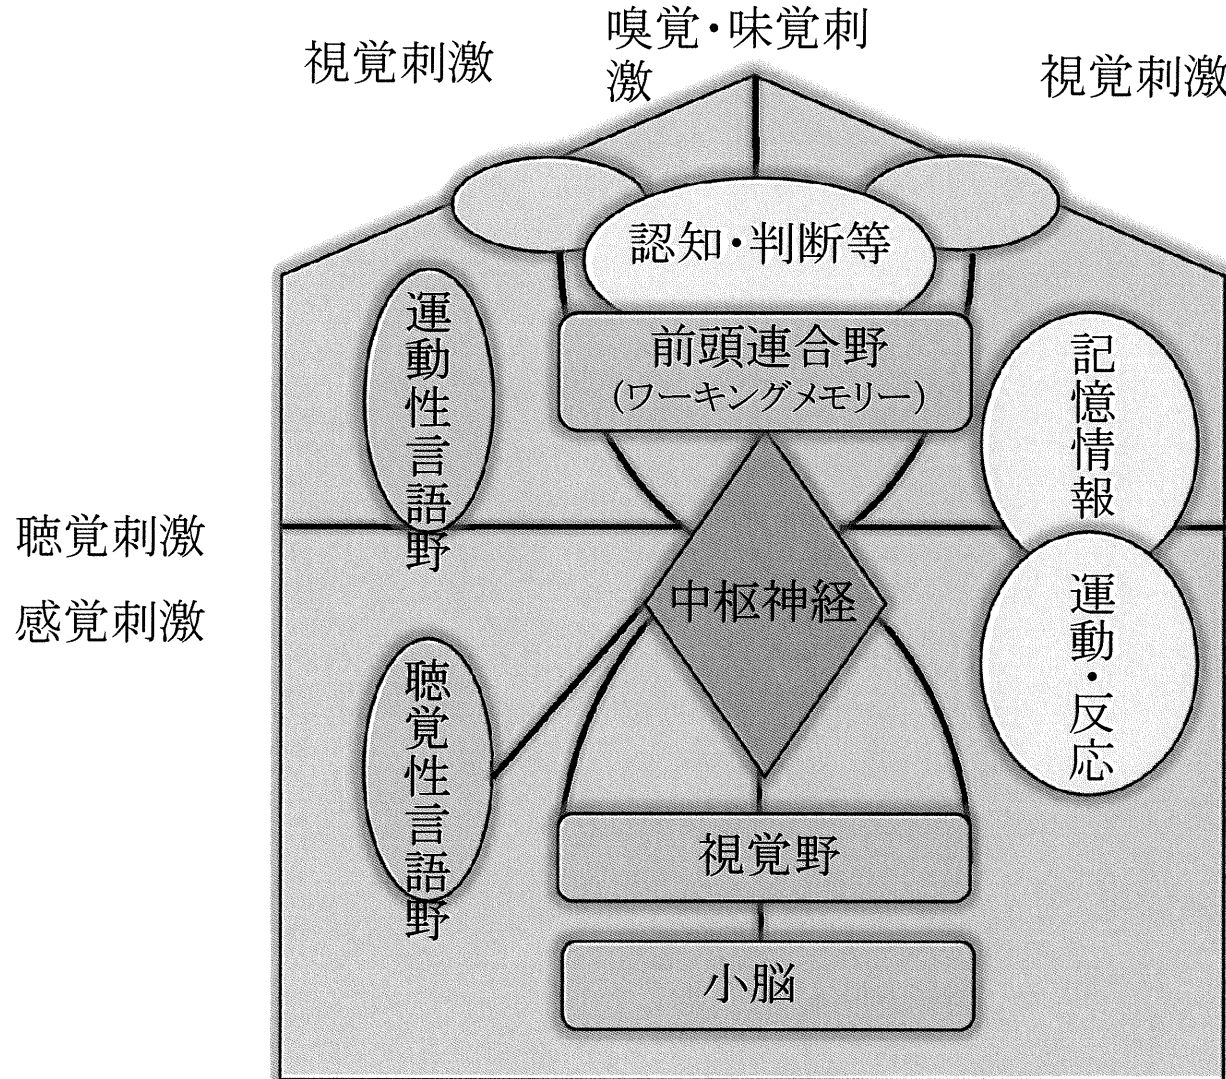 視覚刺激
嗅覚・味覚刺
激
視覚刺激
認知・判断等
前頭連合野
(ワーキングメモリー)
運動性言語野
記憶情報
聴覚刺激
感覚刺激
中枢神経
運動・反応
聴覚性言語野
視覚野
小脳